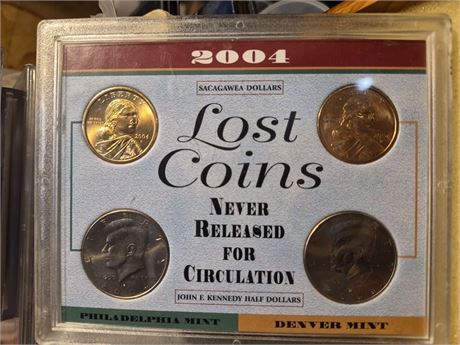 2004
SACAGAWEA DOLLARS
LIBERTY
2004
Lost
Coins
NEVER
RELEASED
FOR
CIRCULATION
JOHN F. KENNEDY HALF DOLLARS
PHILADELPHIA MINT
DENVER MINT